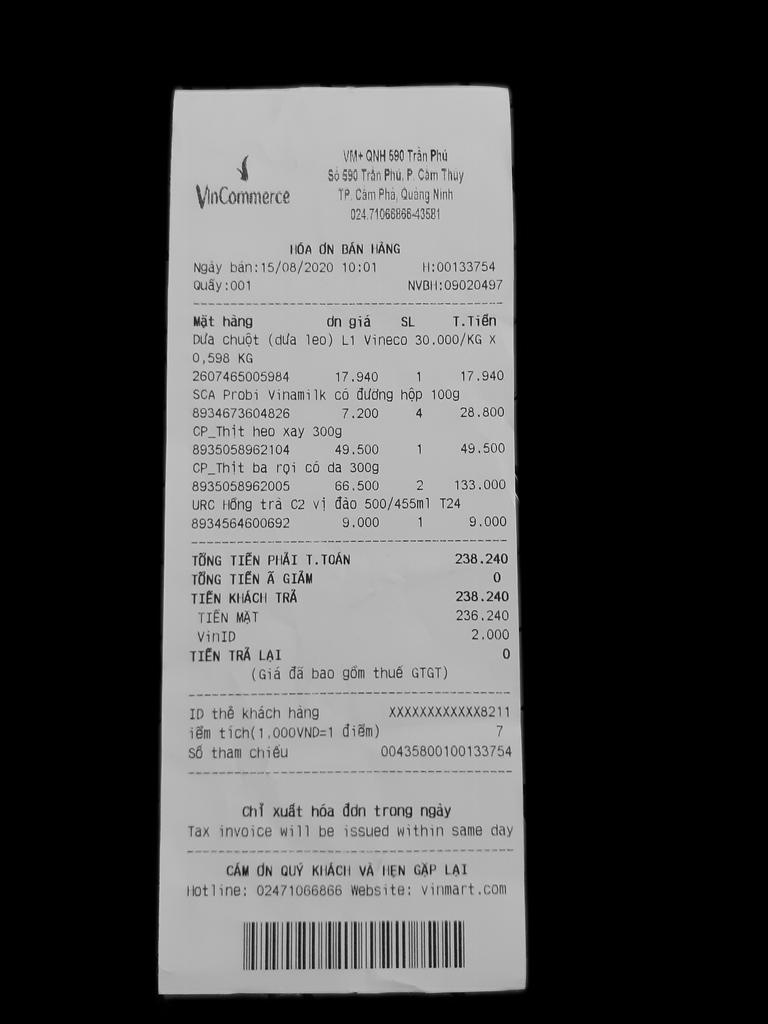 VinCommerce
VM+ QNH 590 Trần Phú
Số 590 Trần Phú, P. Cẩm Thủy
TP. Cẩm Phả, Quảng Ninh
024.71066866-43581
HÓA ƠN BÁN HÀNG
Ngày bán:15/08/2020 10:01 H:00133754
Quầy:001 NVBH:09020497
Mặt hàng ơn giá SL T.Tiền
Dưa chuột (dưa leo) L1 Vineco 30.000/KG X
0,598 KG
2607465005984 17.940 1 17.940
SCA Probi Vinamilk có đường hộp 100g
8934673604826 7.200 4 28.800
CP_Thịt heo xay 300g
8935058962104 49.500 1 49.500
CP_Thịt ba rọi có da 300g
8935058962005 66.500 2 133.000
URC Hồng trà C2 vị đào 500/455ml T24
8934564600692 9.000 1 9.000
TỔNG TIỀN PHẢI T.TOÁN 238.240
TỔNG TIỀN Ã GIẢM 0
TIỀN KHÁCH TRẢ 238.240
TIỀN MẶT 236.240
VinID 2.000
TIỀN TRẢ LẠI 0
(Giá đã bao gồm thuế GTGT)
ID thẻ khách hàng XXXXXXXXXXXX8211
iểm tích(1.000VND=1 điểm) 7
Số tham chiếu 00435800100133754
Chỉ xuất hóa đơn trong ngày
Tax invoice will be issued within same day
CẢM ƠN QUÝ KHÁCH VÀ HẸN GẶP LẠI
Hotline: 02471066866 Website: vinmart.com